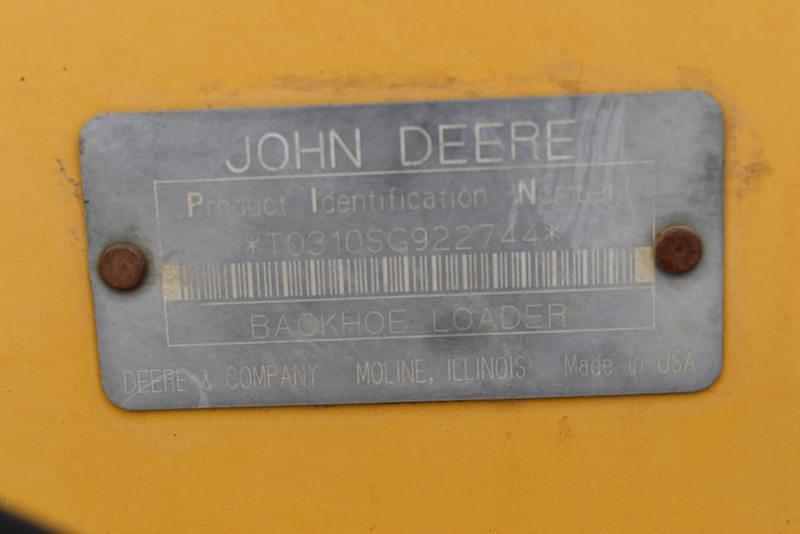 JOHN DEERE
Product Identification Number
*T0310SG922744*
BACKHOE LOADER
DEERE & COMPANY MOLINE, ILLINOIS Made in USA